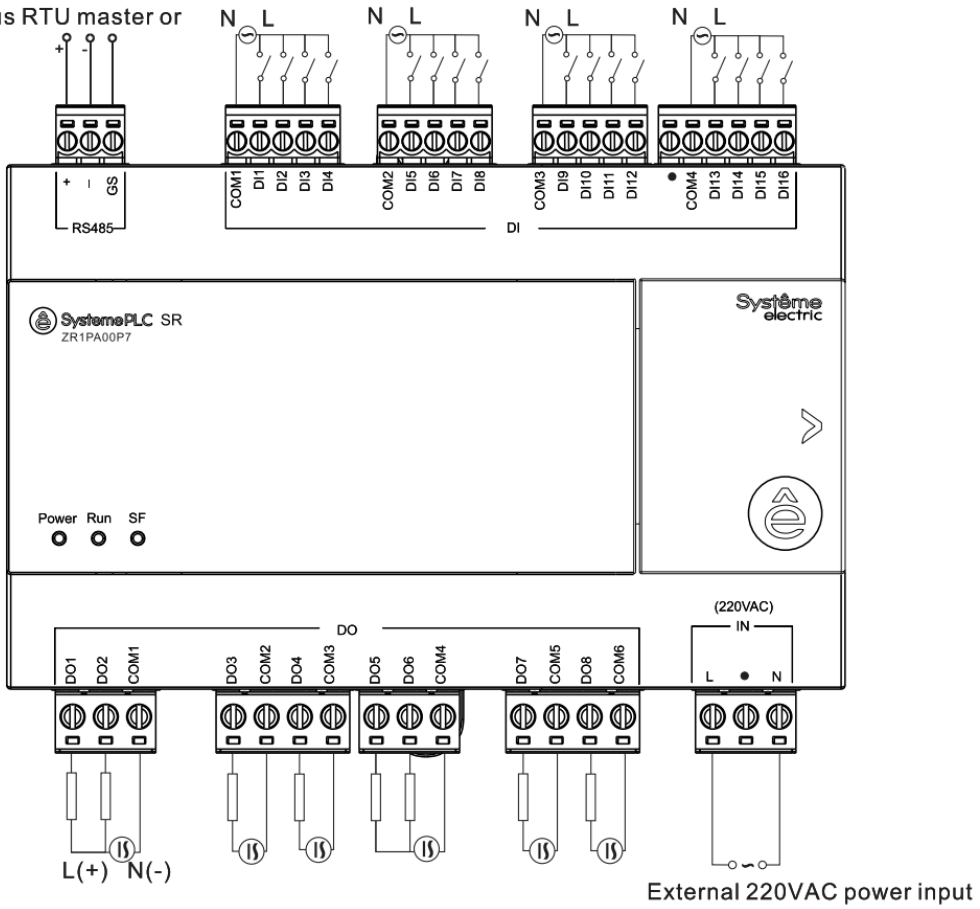 us RTU master or
N L N L N L N L
+ -
COM1 DI1 DI2 DI3 DI4 COM2 DI5 DI6 DI7 DI8 COM3 DI9 DI10 DI11 DI12 COM4 DI13 DI14 DI15 DI16
+ – GS
RS485
DI
ê SystemePLC SR
ZR1PA00P7
Système
electric
Power Run SF
ê
(220VAC)
IN
DO
DO1 DO2 COM1 DO3 COM2 DO4 COM3 DO5 DO6 COM4 DO7 COM5 DO8 COM6
L N
L(+) N(-)
External 220VAC power input